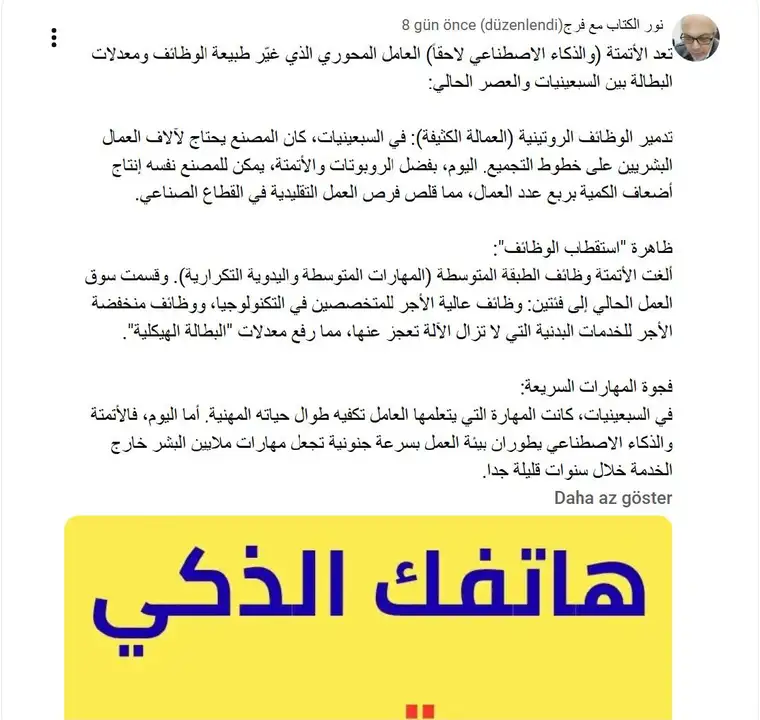 نور الكتاب مع فرج 8 gün önce (düzenlendi)
تعد الأتمتة (والذكاء الاصطناعي لاحقاً) العامل المحوري الذي غيّر طبيعة الوظائف ومعدلات
البطالة بين السبعينيات والعصر الحالي:
تدمير الوظائف الروتينية (العمالة الكثيفة): في السبعينيات، كان المصنع يحتاج لآلاف العمال
البشريين على خطوط التجميع. اليوم، بفضل الروبوتات والأتمتة، يمكن للمصنع نفسه إنتاج
أضعاف الكمية بربع عدد العمال، مما قلص فرص العمل التقليدية في القطاع الصناعي.
ظاهرة "استقطاب الوظائف":
ألغت الأتمتة وظائف الطبقة المتوسطة (المهارات المتوسطة واليدوية التكرارية). وقسمت سوق
العمل الحالي إلى فئتين: وظائف عالية الأجر للمتخصصين في التكنولوجيا، ووظائف منخفضة
الأجر للخدمات البدنية التي لا تزال الآلة تعجز عنها، مما رفع معدلات "البطالة الهيكلية".
فجوة المهارات السريعة:
في السبعينيات، كانت المهارة التي يتعلمها العامل تكفيه طوال حياته المهنية. أما اليوم، فالأتمتة
والذكاء الاصطناعي يطوران بيئة العمل بسرعة جنونية تجعل مهارات ملايين البشر خارج
الخدمة خلال سنوات قليلة جدا.
Daha az göster
هاتفك الذكي